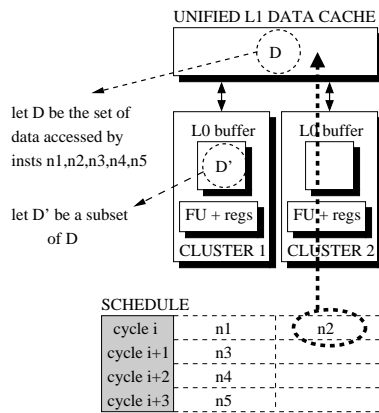 UNIFIED L1 DATA CACHE
D
let D be the set of
data accessed by
insts n1,n2,n3,n4,n5
L0 buffer L0 buffer
D'
let D' be a subset
of D
FU + regs FU + regs
CLUSTER 1 CLUSTER 2
SCHEDULE
cycle i n1 n2
cycle i+1 n3
cycle i+2 n4
cycle i+3 n5